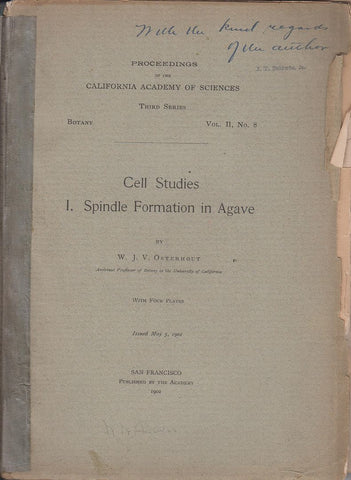 With the kind regards
of the author
PROCEEDINGS
OF THE
CALIFORNIA ACADEMY OF SCIENCES
THIRD SERIES
BOTANY VOL. II, No. 8
Cell Studies
I. Spindle Formation in Agave
BY
W. J. V. OSTERHOUT
Assistant Professor of Botany in the University of California
WITH FOUR PLATES
Issued May 5, 1902
SAN FRANCISCO
PUBLISHED BY THE ACADEMY
1902